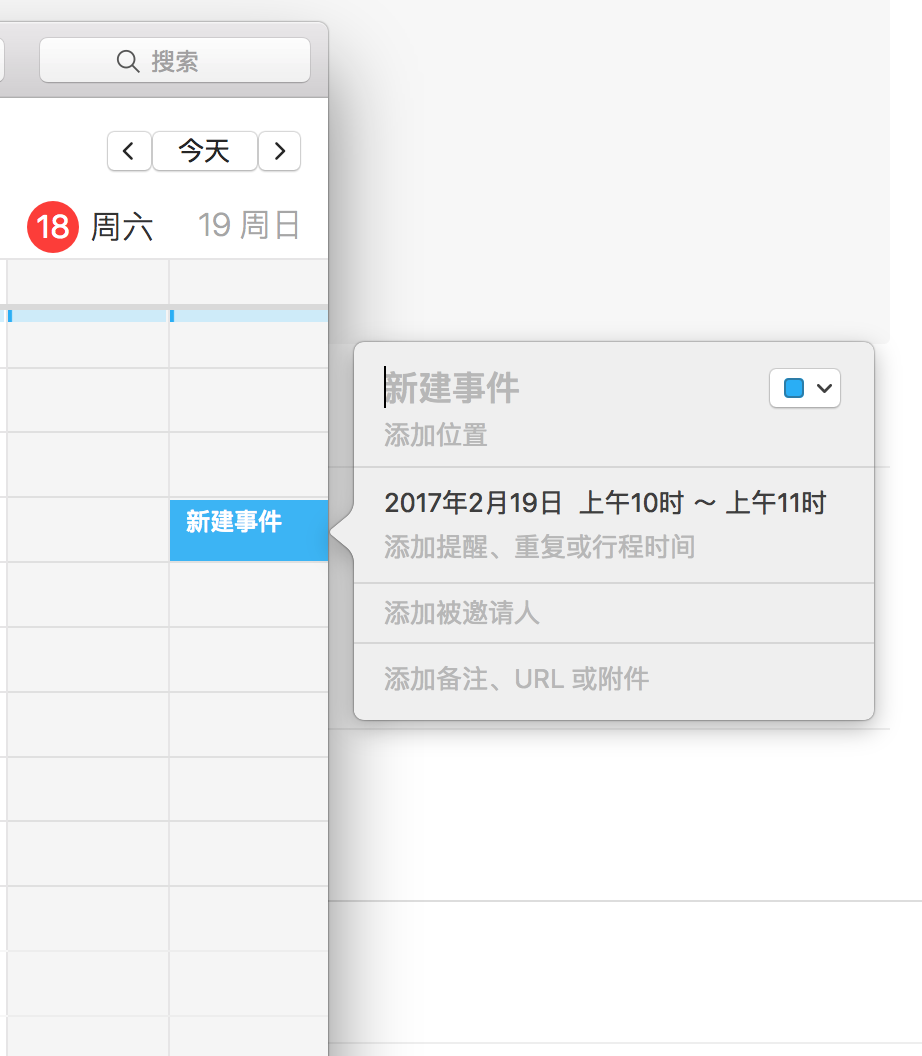 搜索
今天
18 周六 19 周日
新建事件
新建事件
添加位置
2017年2月19日 上午10时 ～ 上午11时
添加提醒、重复或行程时间
添加被邀请人
添加备注、URL 或附件